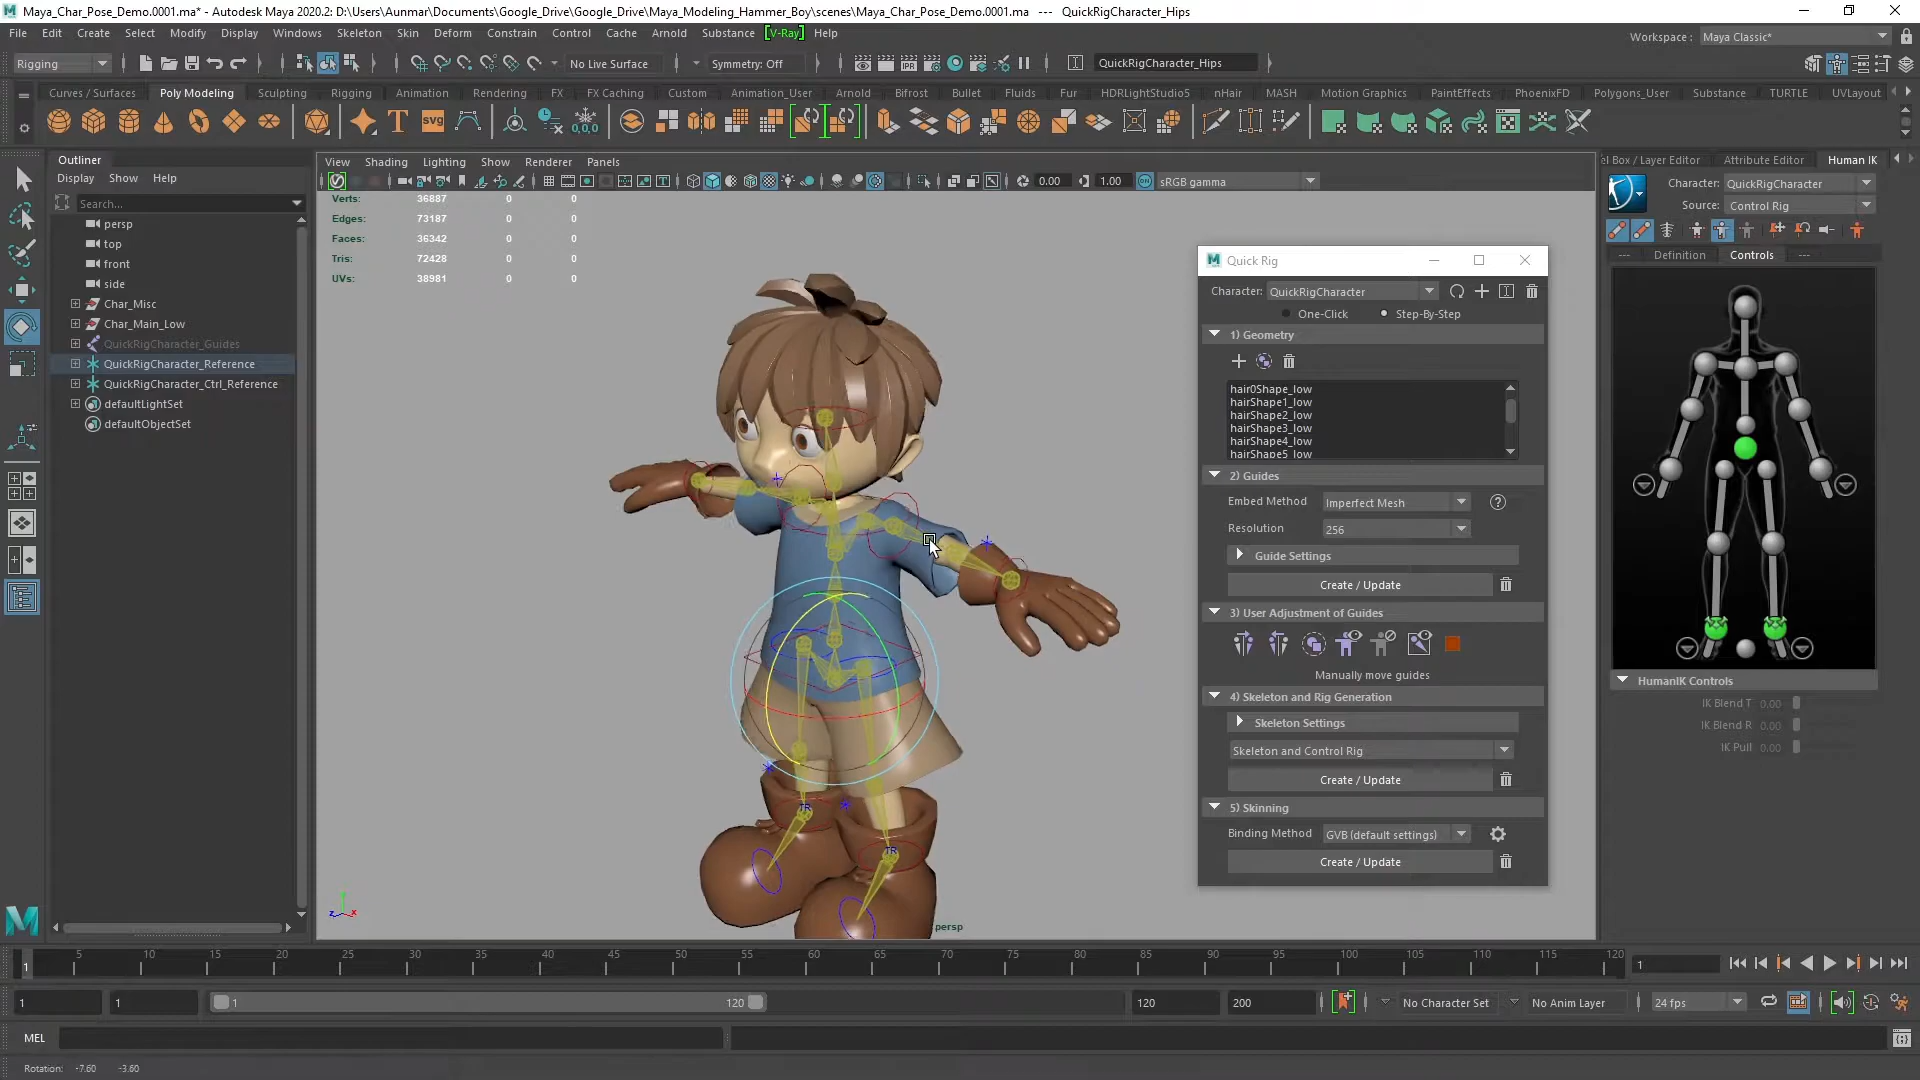 Maya_Char_Pose_Demo.0001.ma* - Autodesk Maya 2020.2: D:\Users\Aunmar\Documents\Google_Drive\Google_Drive\Maya_Modeling_Hammer_Boy\scenes\Maya_Char_Pose_Demo.0001.ma --- QuickRigCharacter_Hips
File Edit Create Select Modify Display Windows Skeleton Skin Deform Constrain Control Cache Arnold Substance [V-Ray] Help
Workspace : Maya Classic*
Rigging No Live Surface Symmetry: Off IPR QuickRigCharacter_Hips
Curves / Surfaces Poly Modeling Sculpting Rigging Animation Rendering FX FX Caching Custom Animation_User Arnold Bifrost Bullet Fluids Fur HDRLightStudio5 nHair MASH Motion Graphics PaintEffects PhoenixFD Polygons_User Substance TURTLE UVLayout
T SVG 0,0,0
Outliner
Display Show Help
Search...
persp
top
front
side
Char_Misc
Char_Main_Low
QuickRigCharacter_Guides
QuickRigCharacter_Reference
QuickRigCharacter_Ctrl_Reference
defaultLightSet
defaultObjectSet
View Shading Lighting Show Renderer Panels
0.00 1.00 sRGB gamma
Verts: 36887 0 0
Edges: 73187 0 0
Faces: 36342 0 0
Tris: 72428 0 0
UVs: 38981 0 0
TR
TR
z x
persp
Quick Rig
Character: QuickRigCharacter
One-Click Step-By-Step
1) Geometry
hair0Shape_low
hairShape1_low
hairShape2_low
hairShape3_low
hairShape4_low
hairShape5_low
2) Guides
Embed Method Imperfect Mesh
Resolution 256
Guide Settings
Create / Update
3) User Adjustment of Guides
Manually move guides
4) Skeleton and Rig Generation
Skeleton Settings
Skeleton and Control Rig
Create / Update
5) Skinning
Binding Method GVB (default settings)
Create / Update
el Box / Layer Editor Attribute Editor Human IK
Character: QuickRigCharacter
Source: Control Rig
--- Definition Controls ---
HumanIK Controls
IK Blend T 0.00
IK Blend R 0.00
IK Pull 0.00
1 5 10 15 20 25 30 35 40 45 50 55 60 65 70 75 80 85 90 95 100 105 110 115 120 1
1 1 1 120 120 200 No Character Set No Anim Layer 24 fps
MEL
Rotation: -7.60 -3.60